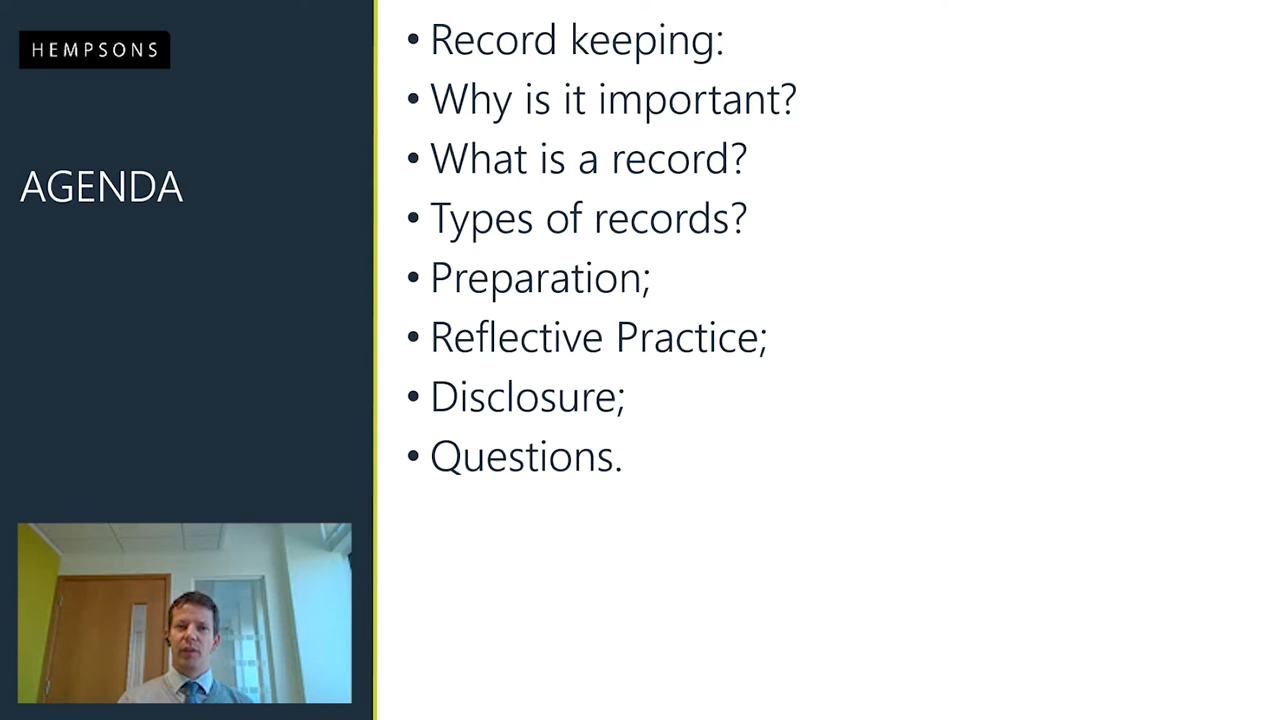 HEMPSONS
AGENDA
• Record keeping:
• Why is it important?
• What is a record?
• Types of records?
• Preparation;
• Reflective Practice;
• Disclosure;
• Questions.